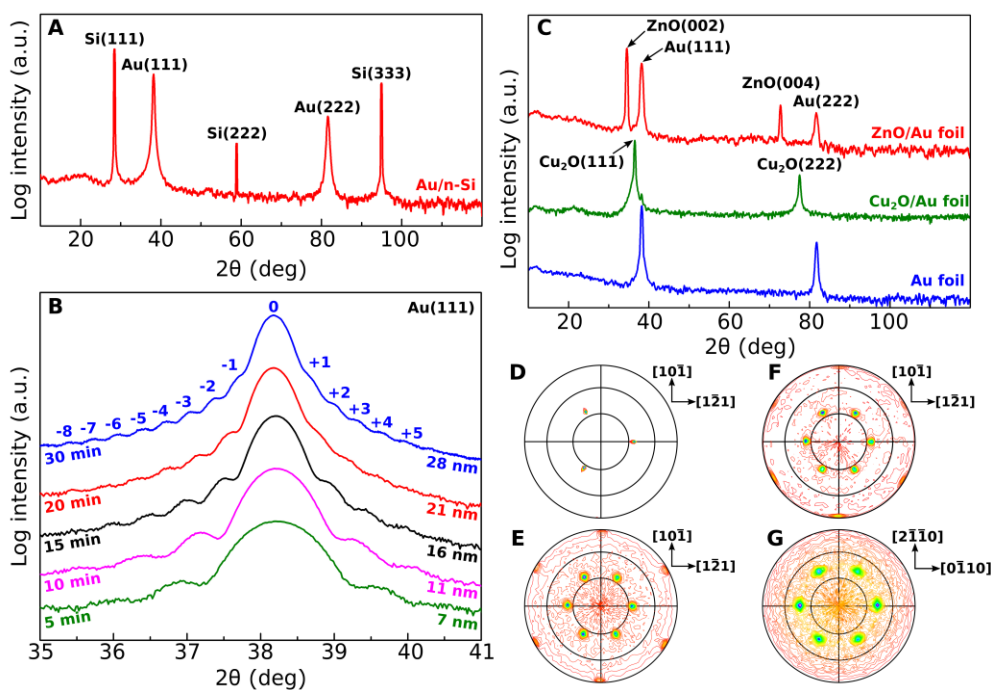 A
Si(111)
Au(111)
Si(222)
Au(222)
Si(333)
Au/n-Si
Log intensity (a.u.)
20 40 60 80 100
2θ (deg)
B
Au(111)
0
-8 -7 -6 -5 -4 -3 -2 -1 +1 +2 +3 +4 +5
30 min 28 nm
20 min 21 nm
15 min 16 nm
10 min 11 nm
5 min 7 nm
Log intensity (a.u.)
35 36 37 38 39 40 41
2θ (deg)
C
ZnO(002)
Au(111)
ZnO(004)
Au(222)
ZnO/Au foil
Cu₂O(111)
Cu₂O(222)
Cu₂O/Au foil
Au foil
Log intensity (a.u.)
20 40 60 80 100
2θ (deg)
D
[101̄]
[12̄1]
F
[101̄]
[12̄1]
E
[101̄]
[12̄1]
G
[21̄1̄0]
[01̄10]